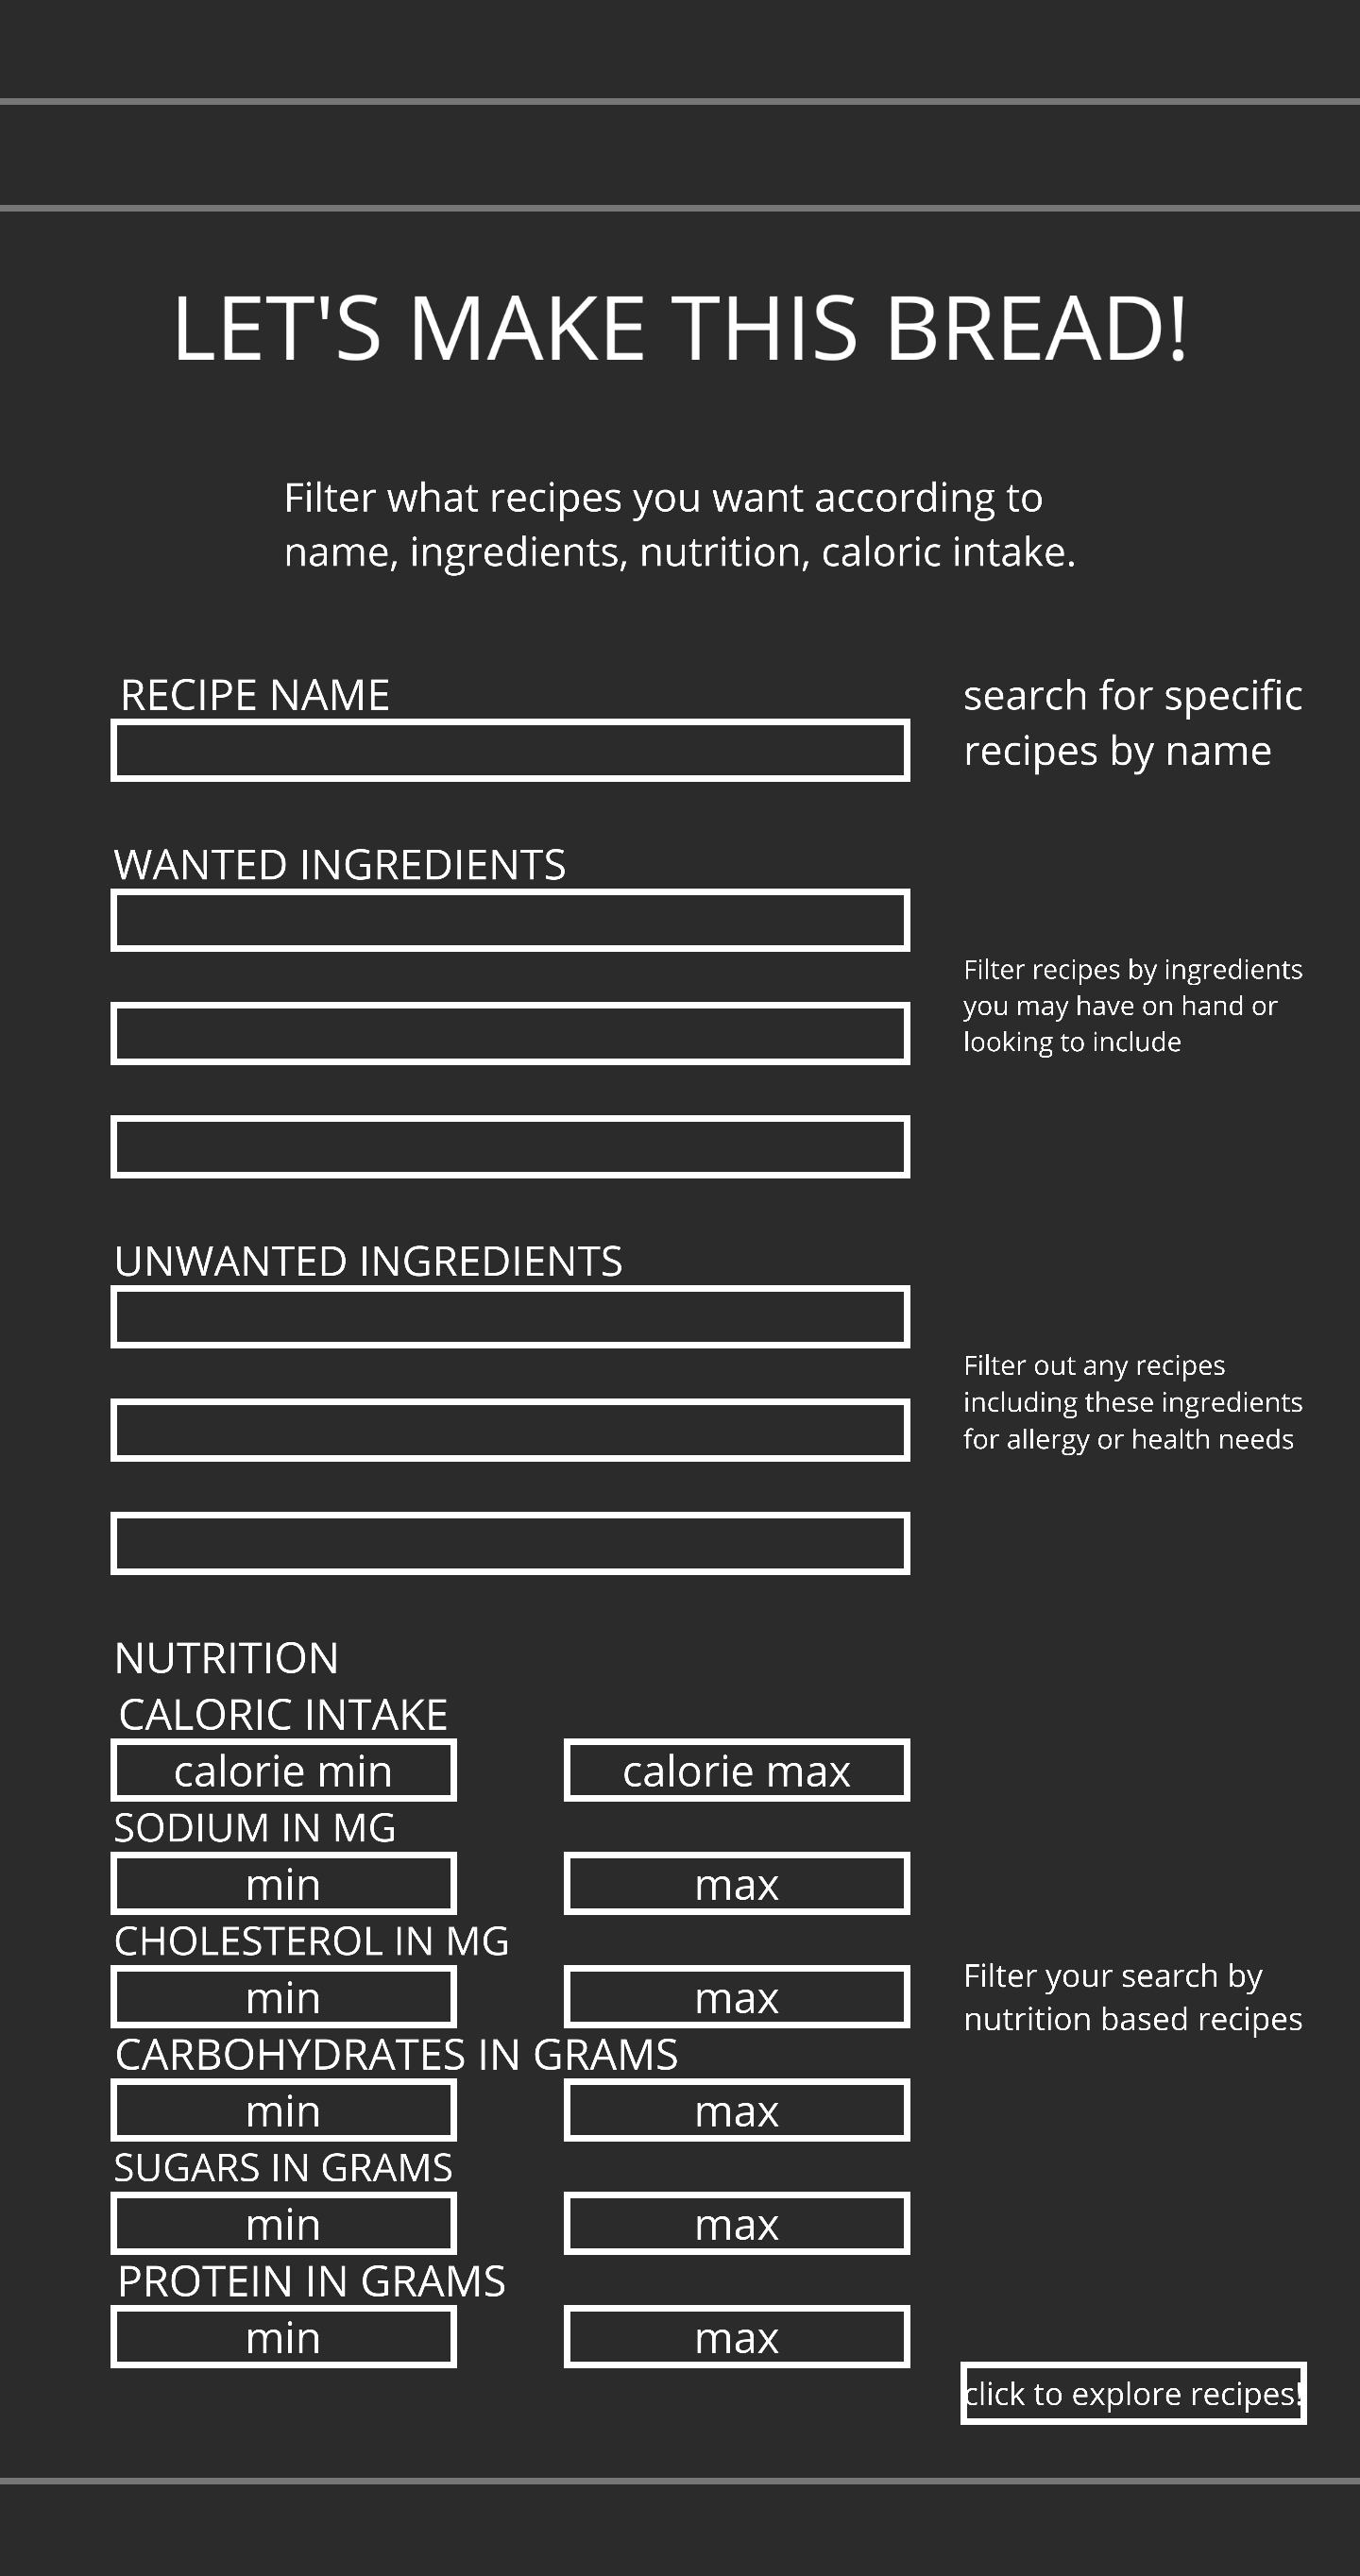 LET'S MAKE THIS BREAD!
Filter what recipes you want according to
name, ingredients, nutrition, caloric intake.
RECIPE NAME
search for specific
recipes by name
WANTED INGREDIENTS
Filter recipes by ingredients
you may have on hand or
looking to include
UNWANTED INGREDIENTS
Filter out any recipes
including these ingredients
for allergy or health needs
NUTRITION
CALORIC INTAKE
calorie min
calorie max
SODIUM IN MG
min
max
CHOLESTEROL IN MG
min
max
Filter your search by
nutrition based recipes
CARBOHYDRATES IN GRAMS
min
max
SUGARS IN GRAMS
min
max
PROTEIN IN GRAMS
min
max
click to explore recipes!